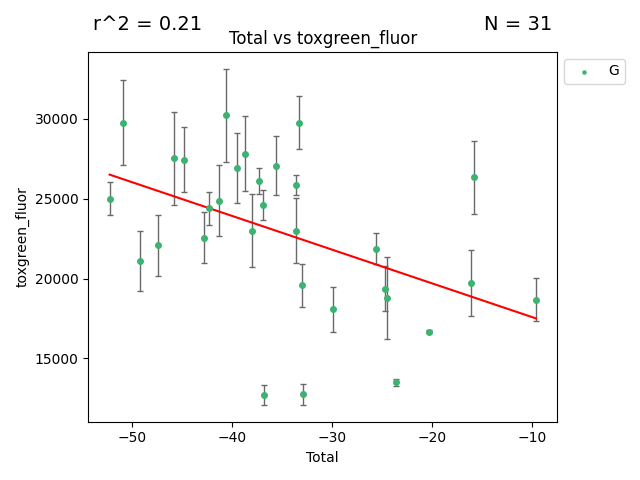 r^2 = 0.21
N = 31
Total vs toxgreen_fluor
G
30000
25000
20000
15000
toxgreen_fluor
−50
−40
−30
−20
−10
Total